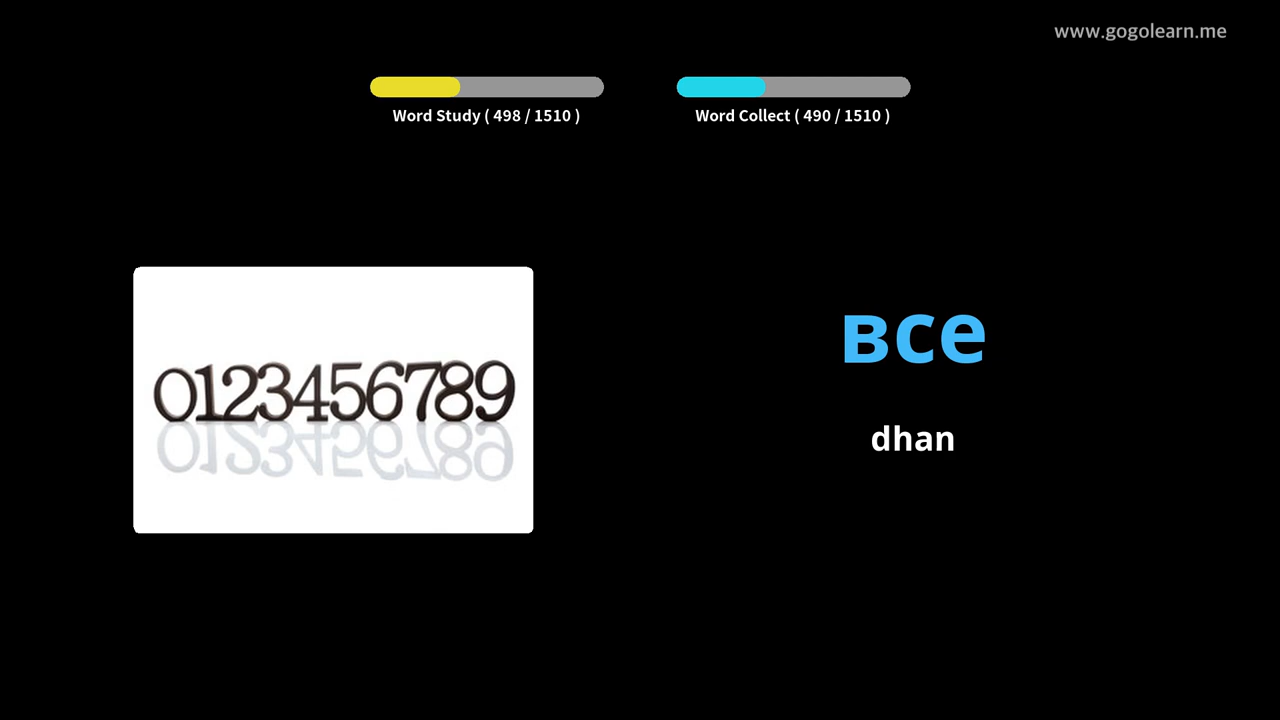 www.gogolearn.me
Word Study ( 498 / 1510 )
Word Collect ( 490 / 1510 )
0123456789
все
dhan